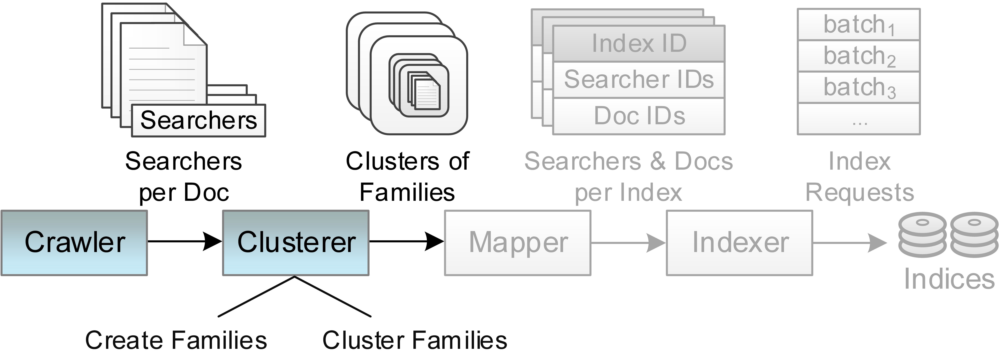 Searchers
Searchers
per Doc
Clusters of
Families
Index ID
Searcher IDs
Doc IDs
Searchers & Docs
per Index
batch₁
batch₂
batch₃
...
Index
Requests
Crawler
Clusterer
Mapper
Indexer
Indices
Create Families
Cluster Families